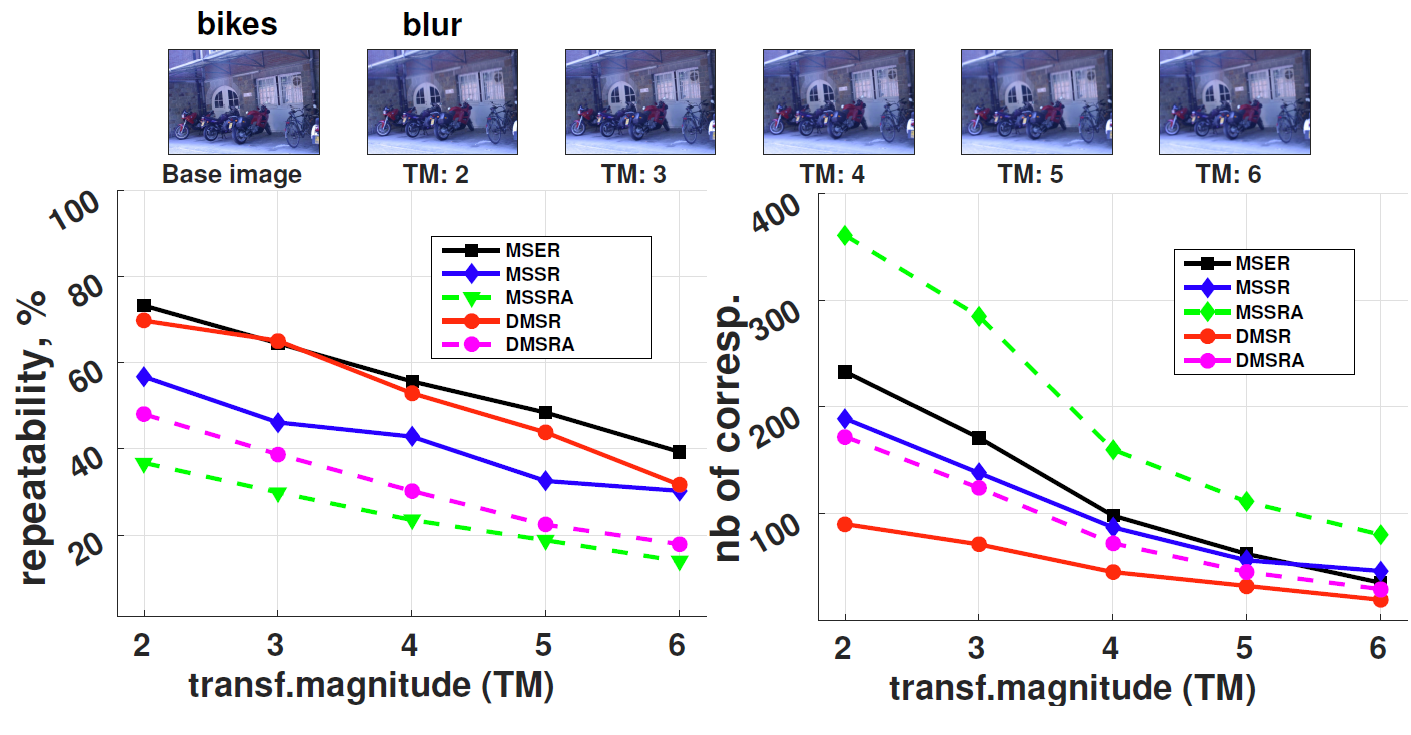 bikes blur
Base image TM: 2 TM: 3 TM: 4 TM: 5 TM: 6
100
80
60
40
20
repeatability, %
MSER
MSSR
MSSRA
DMSR
DMSRA
2 3 4 5 6
transf.magnitude (TM)
400
300
200
100
nb of corresp.
MSER
MSSR
MSSRA
DMSR
DMSRA
2 3 4 5 6
transf.magnitude (TM)